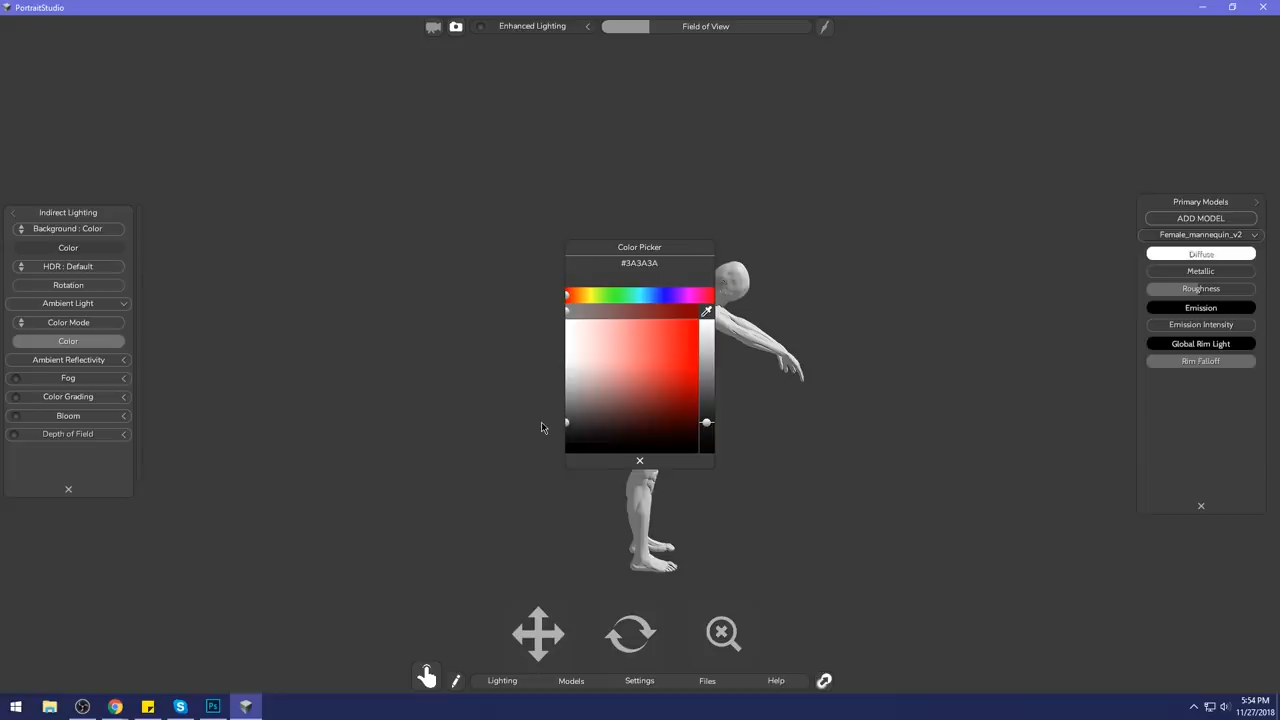 PortraitStudio
Enhanced Lighting
Field of View
Indirect Lighting
Background : Color
Color
HDR : Default
Rotation
Ambient Light
Color Mode
Color
Ambient Reflectivity
Fog
Color Grading
Bloom
Depth of Field
Color Picker
#3A3A3A
Primary Models
ADD MODEL
Female_mannequin_v2
Diffuse
Metallic
Roughness
Emission
Emission Intensity
Global Rim Light
Rim Falloff
Lighting
Models
Settings
Files
Help
Ps
5:54 PM
11/27/2018